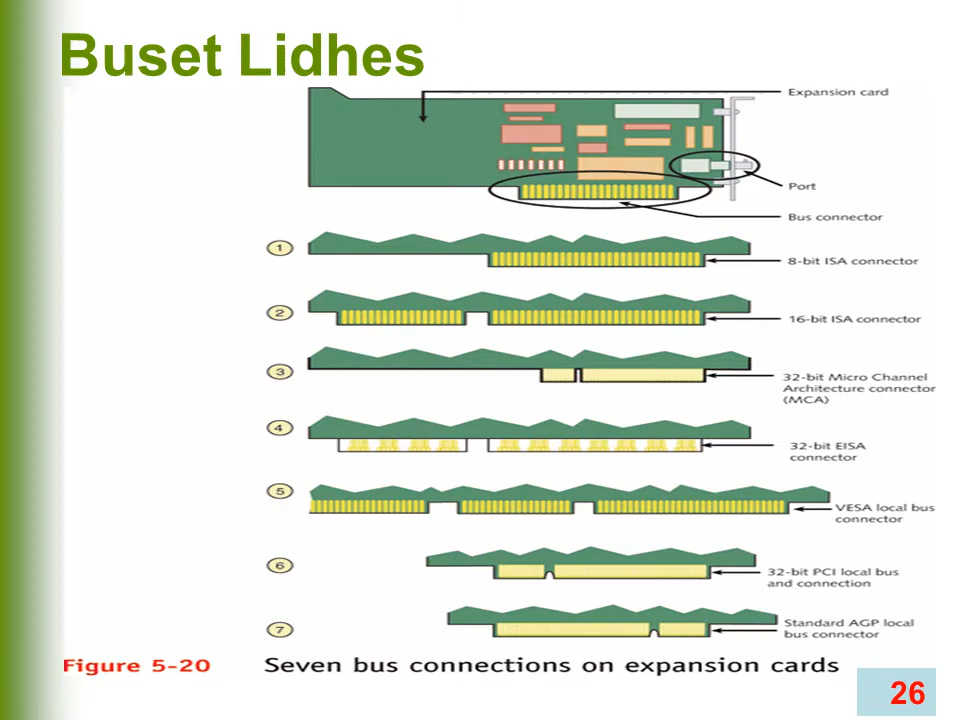 Buset Lidhes
Expansion card
Port
Bus connector
1
8-bit ISA connector
2
16-bit ISA connector
3
32-bit Micro Channel
Architecture connector
(MCA)
4
32-bit EISA
connector
5
VESA local bus
connector
6
32-bit PCI local bus
and connection
7
Standard AGP local
bus connector
Figure 5-20 Seven bus connections on expansion cards
26